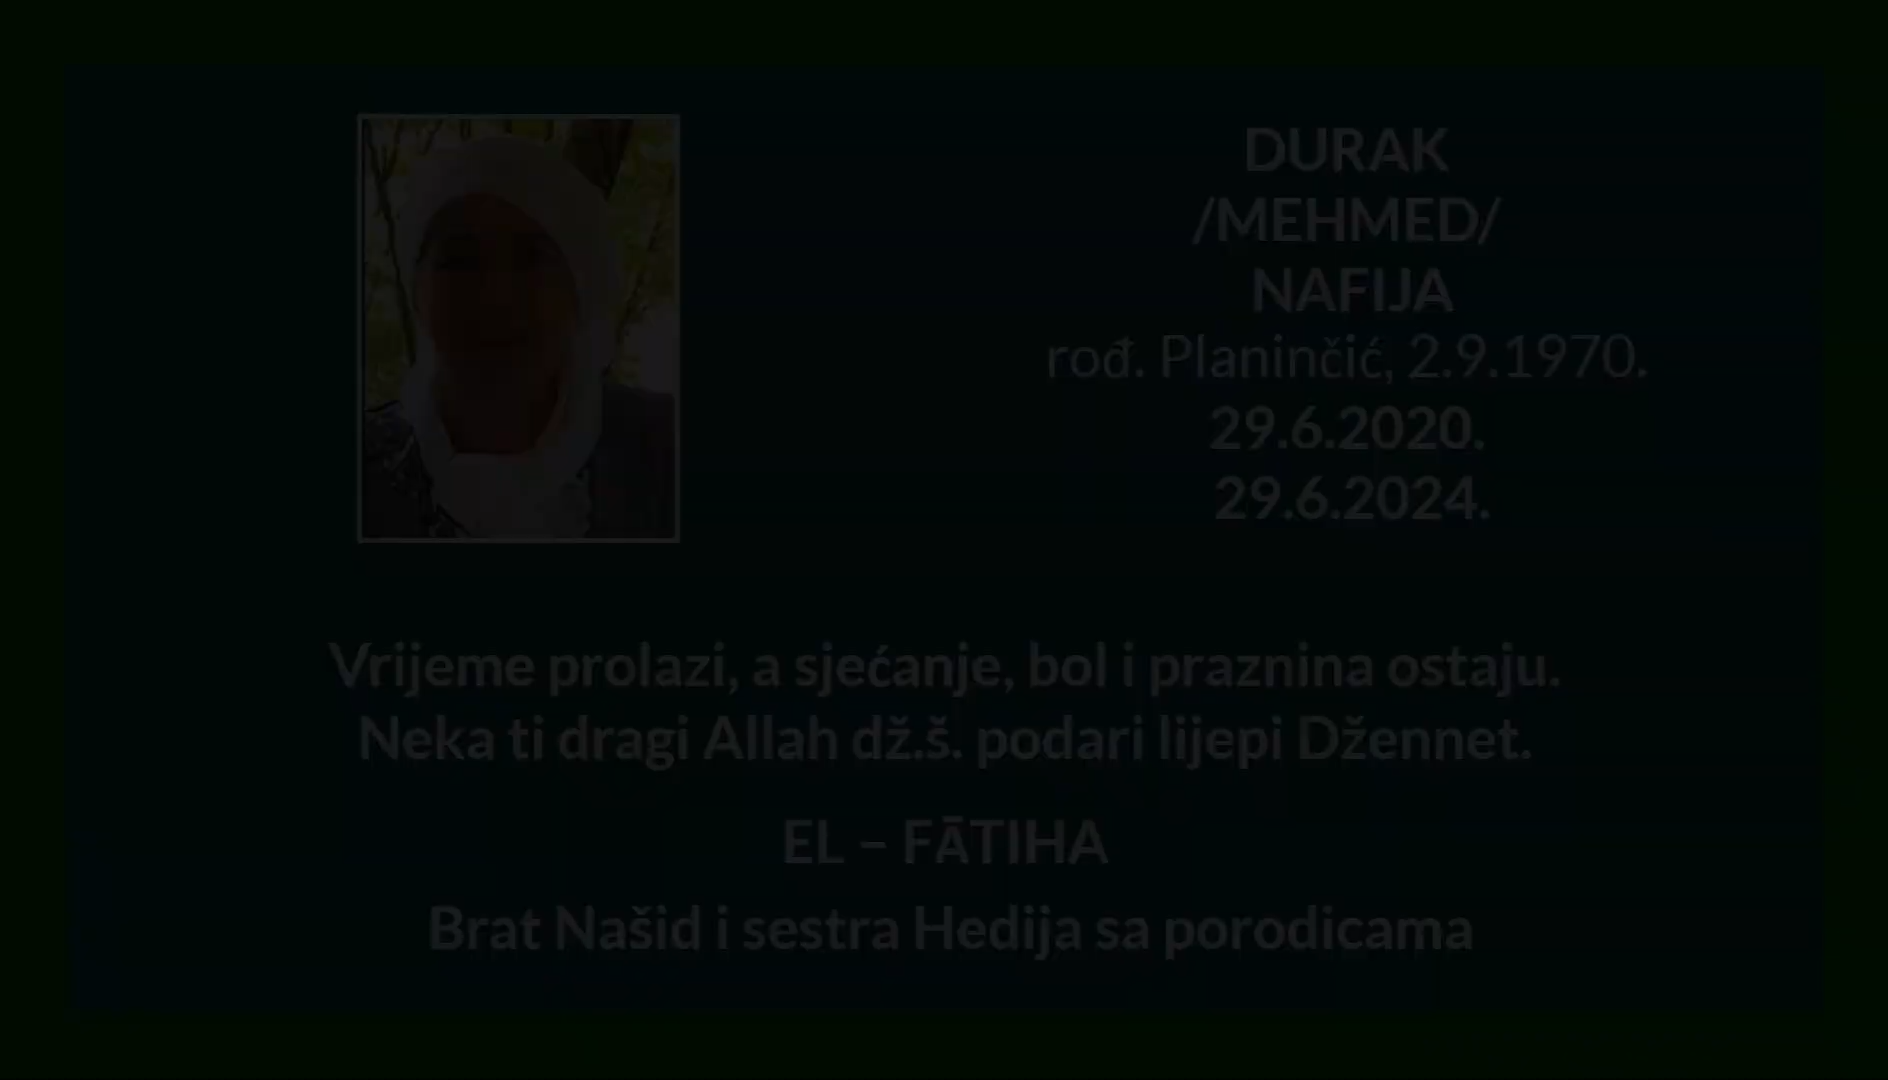 DURAK
/MEHMED/
NAFIJA
rođ. Planinčić, 2.9.1970.
29.6.2020.
29.6.2024.
Vrijeme prolazi, a sjećanje, bol i praznina ostaju.
Neka ti dragi Allah dž.š. podari lijepi Džennet.
EL – FĀTIHA
Brat Našid i sestra Hedija sa porodicama